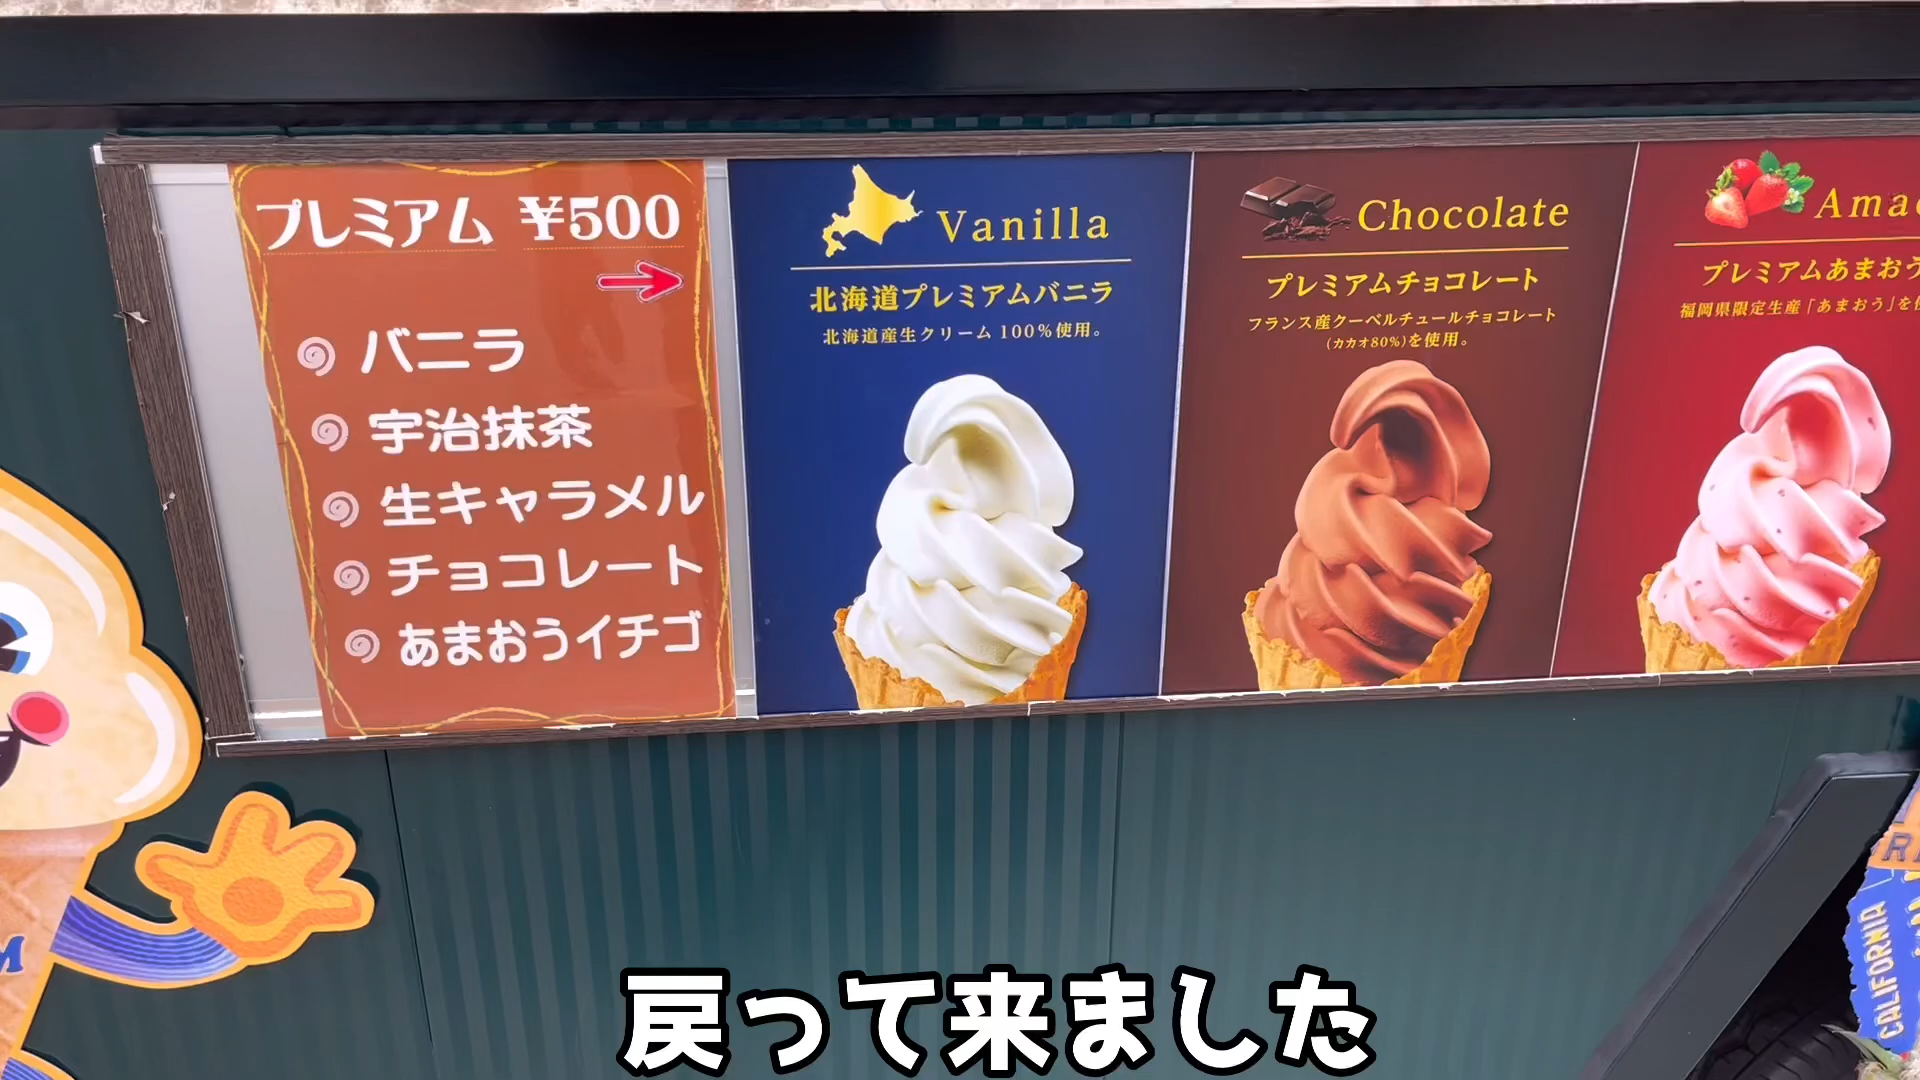 プレミアム ¥500
バニラ
宇治抹茶
生キャラメル
チョコレート
あまおうイチゴ
Vanilla
北海道プレミアムバニラ
北海道産生クリーム100%使用。
Chocolate
プレミアムチョコレート
フランス産クーベルチュールチョコレート
(カカオ80%)を使用。
プレミアムあまおう
福岡県限定生産「あまおう」を
CALIFORNIA
戻って来ました